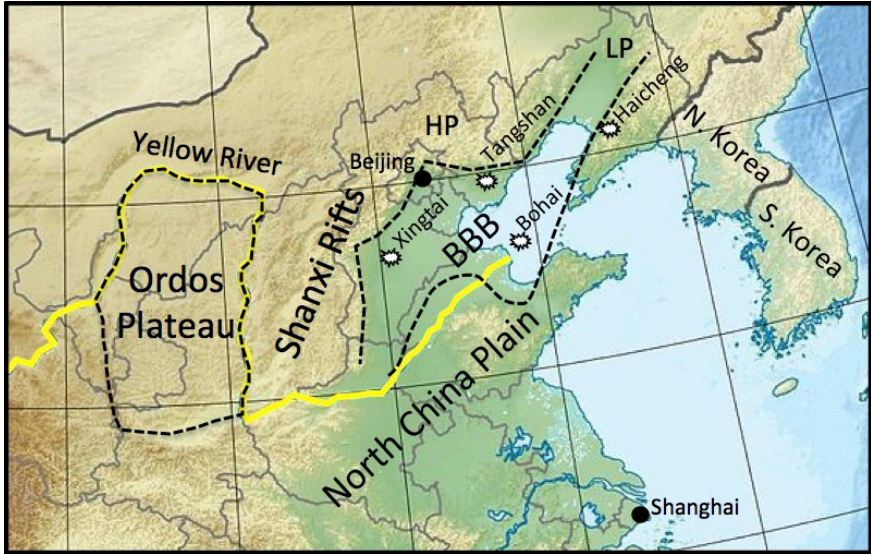 LP
HP
Tangshan
Haicheng
Yellow River
Beijing
N. Korea
Xingtai
Shanxi Rifts
BBB
Bohai
S. Korea
Ordos
Plateau
North China Plain
Shanghai